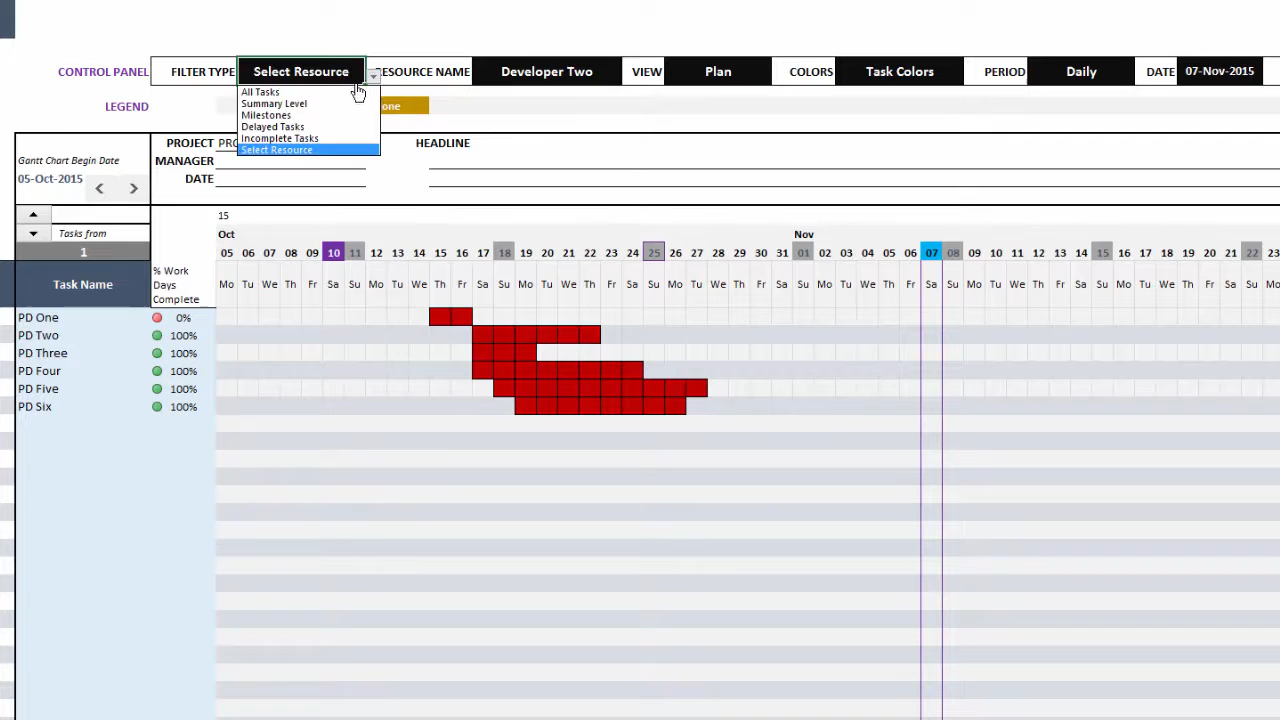 CONTROL PANEL FILTER TYPE Select Resource RESOURCE NAME Developer Two VIEW Plan COLORS Task Colors PERIOD Daily DATE 07-Nov-2015
All Tasks
Summary Level
Milestones
Delayed Tasks
Incomplete Tasks
Select Resource
LEGEND
PROJECT HEADLINE
Gantt Chart Begin Date MANAGER
05-Oct-2015 DATE
< >
15
Tasks from Oct Nov
1 05 06 07 08 09 10 11 12 13 14 15 16 17 18 19 20 21 22 23 24 25 26 27 28 29 30 31 01 02 03 04 05 06 07 08 09 10 11 12 13 14 15 16 17 18 19 20 21 22 23
Task Name % Work Days Complete Mo Tu We Th Fr Sa Su Mo Tu We Th Fr Sa Su Mo Tu We Th Fr Sa Su Mo Tu We Th Fr Sa Su Mo Tu We Th Fr Sa Su Mo Tu We Th Fr Sa Su Mo Tu We Th Fr Sa Su Mo
PD One 0%
PD Two 100%
PD Three 100%
PD Four 100%
PD Five 100%
PD Six 100%